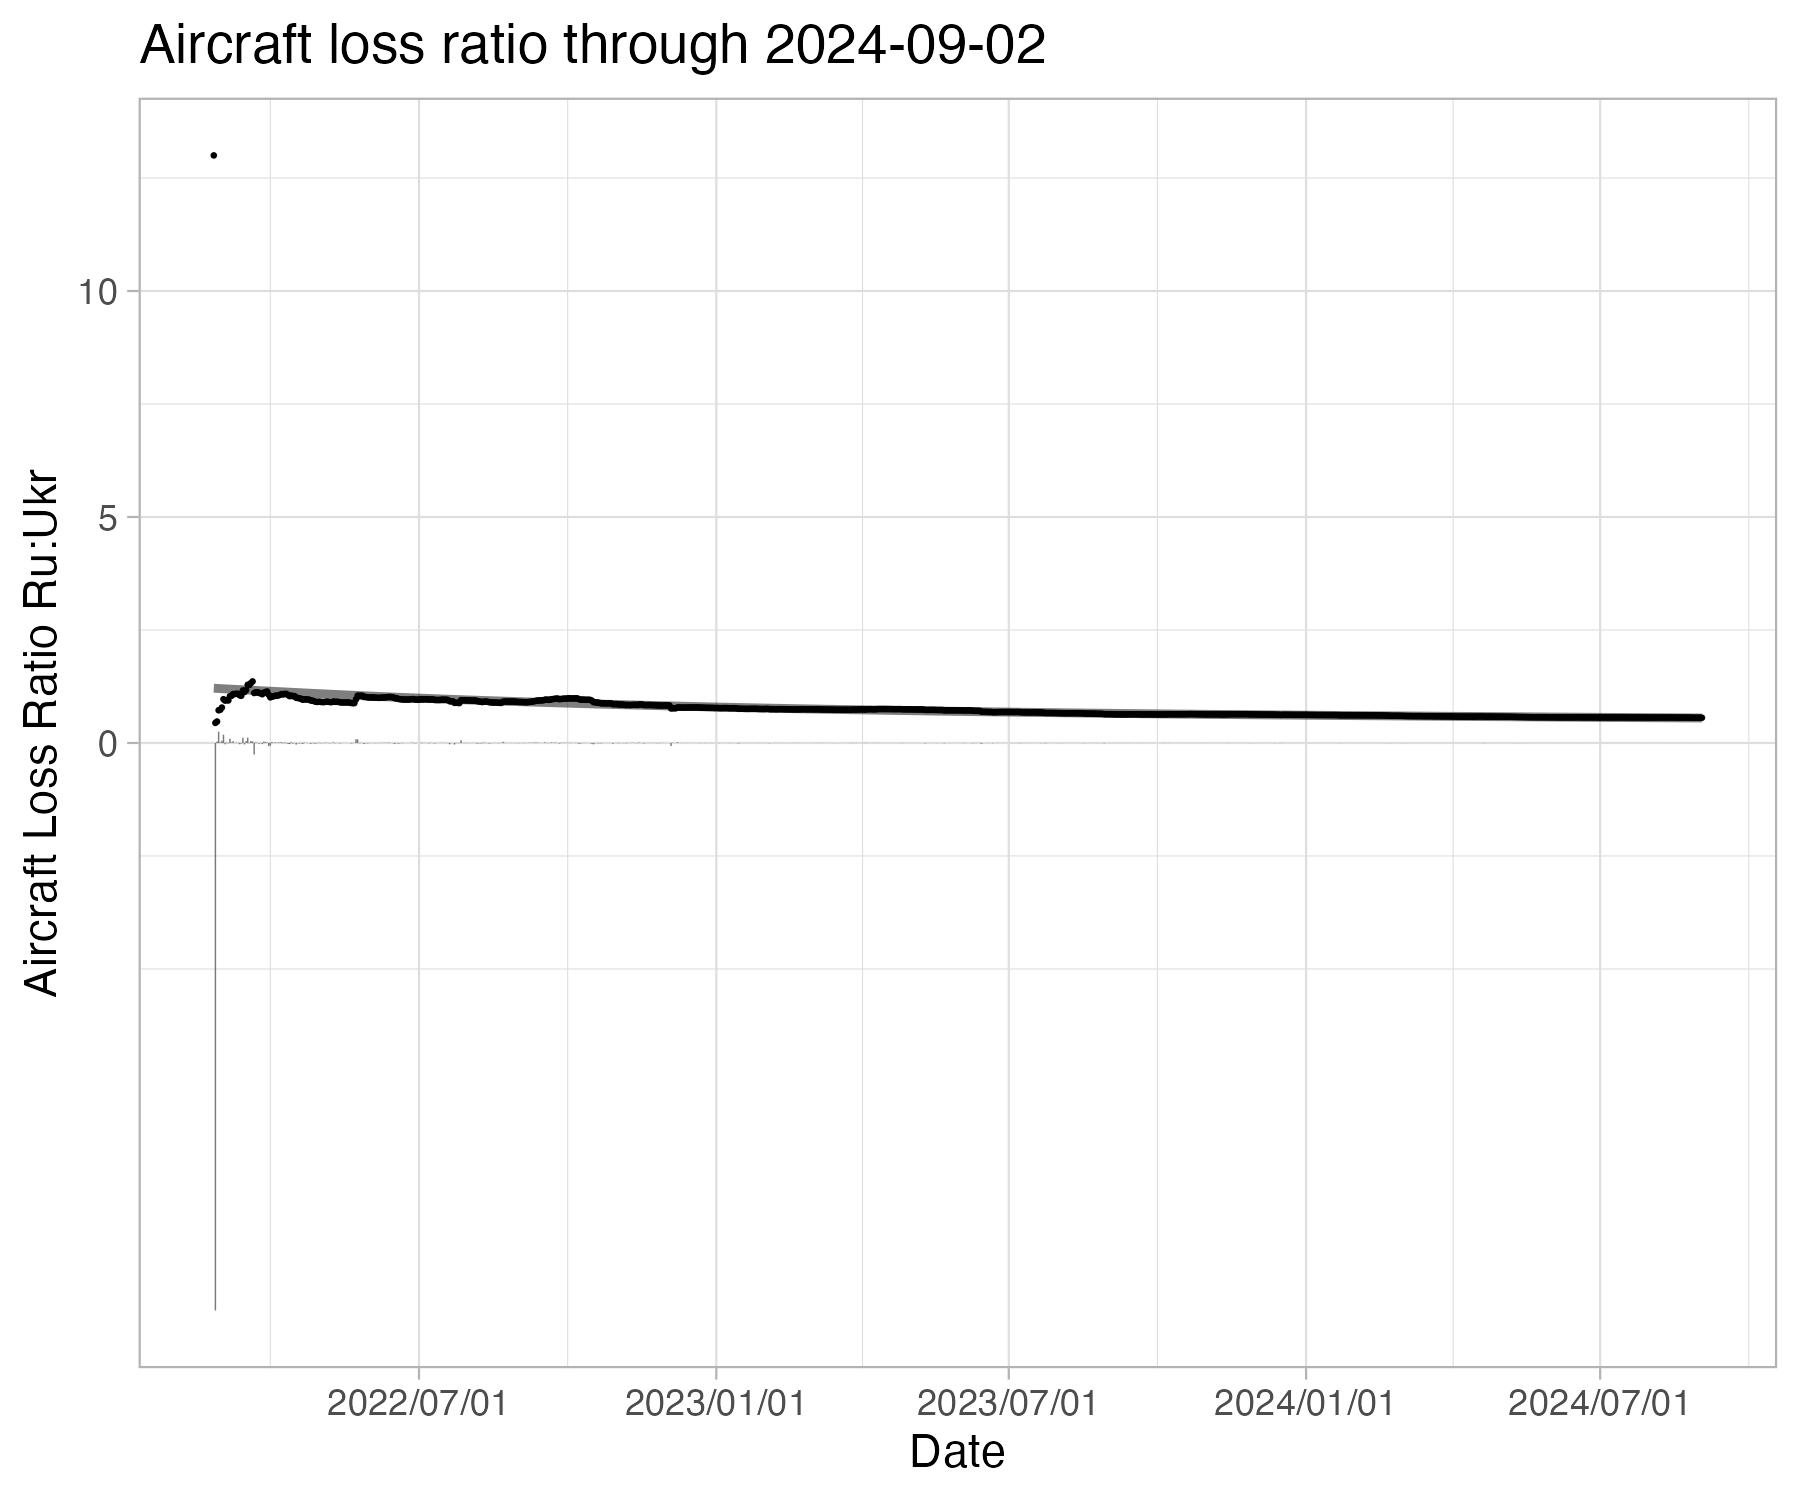 Aircraft loss ratio through 2024-09-02
Aircraft Loss Ratio Ru:Ukr
10
5
0
2022/07/01
2023/01/01
2023/07/01
2024/01/01
2024/07/01
Date